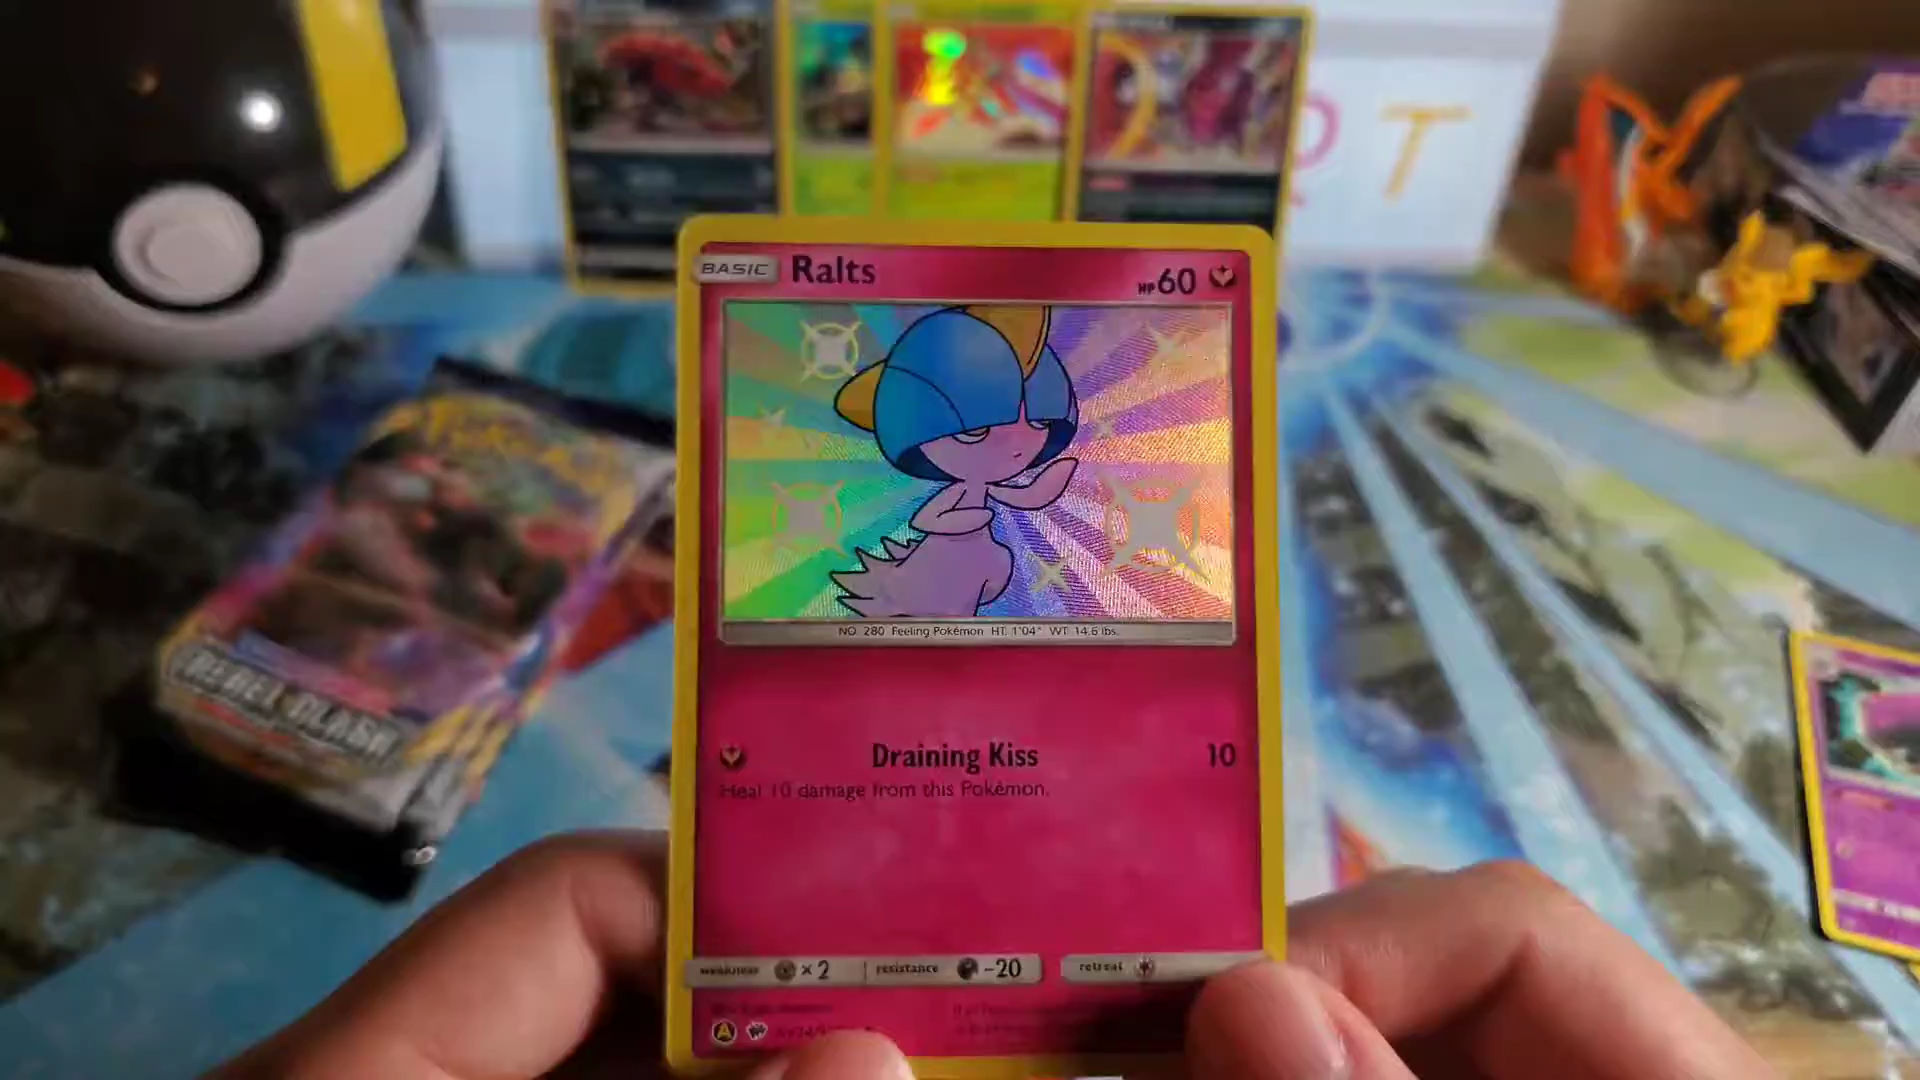 T
BASIC Ralts HP60
NO. 280 Feeling Pokémon HT: 1'04" WT: 14.6 lbs.
Draining Kiss 10
Heal 10 damage from this Pokémon.
weakness ×2 resistance -20 retreat
A
REBEL CLASH